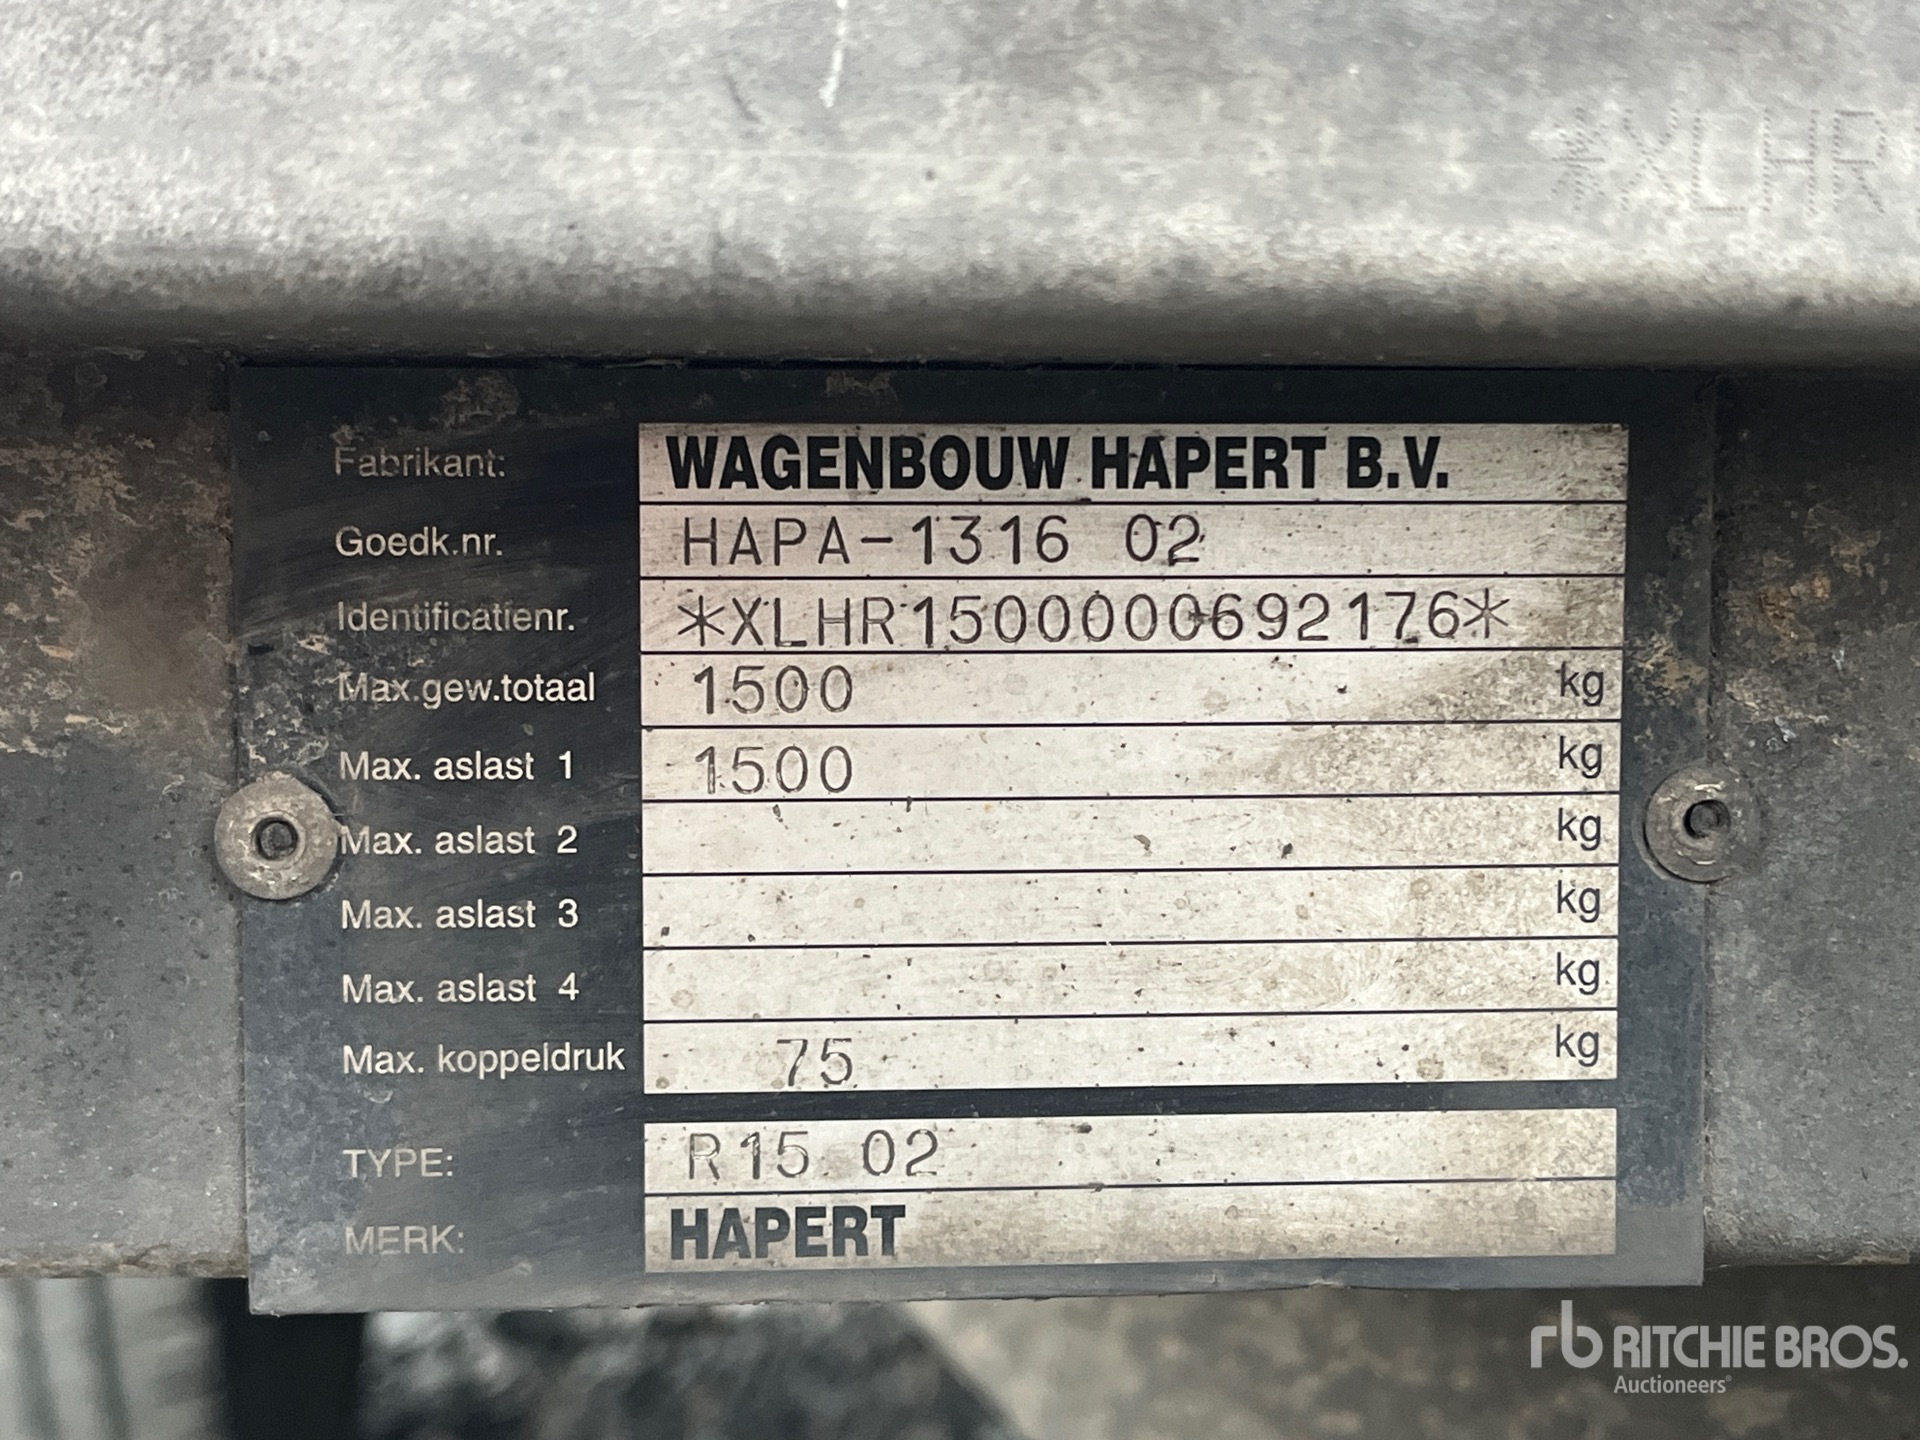 *XLHR
Fabrikant: WAGENBOUW HAPERT B.V.
Goedk.nr. HAPA-1316 02
Identificatienr. *XLHR1500000692176*
Max.gew.totaal 1500 kg
Max. aslast 1 1500 kg
Max. aslast 2 kg
Max. aslast 3 kg
Max. aslast 4 kg
Max. koppeldruk 75 kg
TYPE: R15 02
MERK: HAPERT
rb RITCHIE BROS.
Auctioneers®